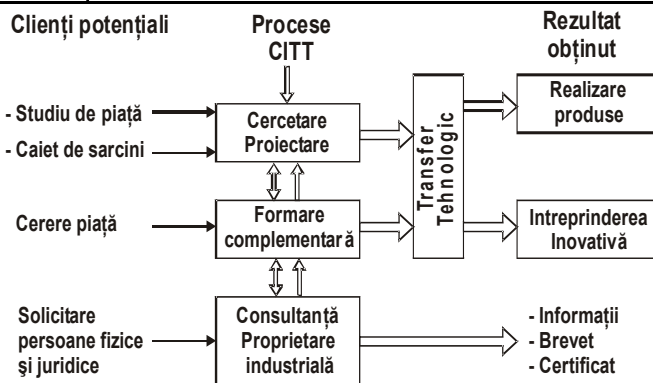 Clienți potențiali
Procese
CITT
Rezultat
obținut
- Studiu de piață
- Caiet de sarcini
Cercetare
Proiectare
Transfer
Tehnologic
Realizare
produse
Cerere piață
Formare
complementară
Intreprinderea
Inovativă
Solicitare
persoane fizice
şi juridice
Consultanță
Proprietare
industrială
- Informații
- Brevet
- Certificat